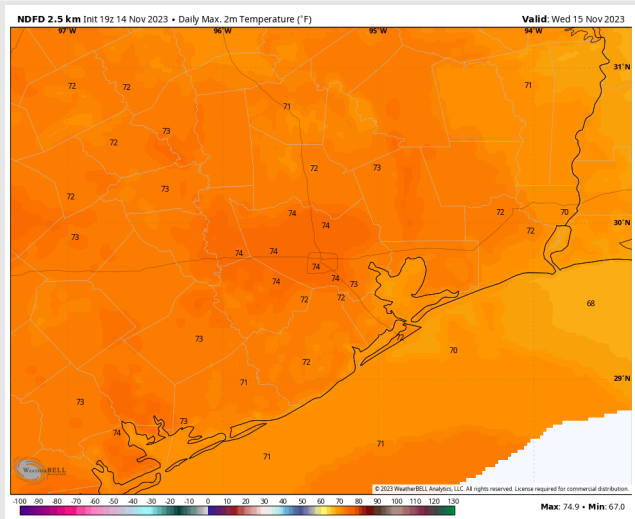 NDFD 2.5 km Init 19z 14 Nov 2023 • Daily Max. 2m Temperature (°F)
Valid: Wed 15 Nov 2023
97°W 96°W 95°W 94°W
31°N
72 72 71
71
73
72
72 73
73
72
74 72 70
30°N
74 72
73
74 74
74
74 74 73
72 72
68
73 72
70
72
29°N
71
73
73
74
71
71
WeatherBELL
© 2023 WeatherBELL Analytics, LLC. All rights reserved. License required for commercial distribution.
-100 -90 -80 -70 -60 -50 -40 -30 -20 -10 0 10 20 30 40 50 60 70 80 90 100 110 120 130
Max: 74.9 • Min: 67.0